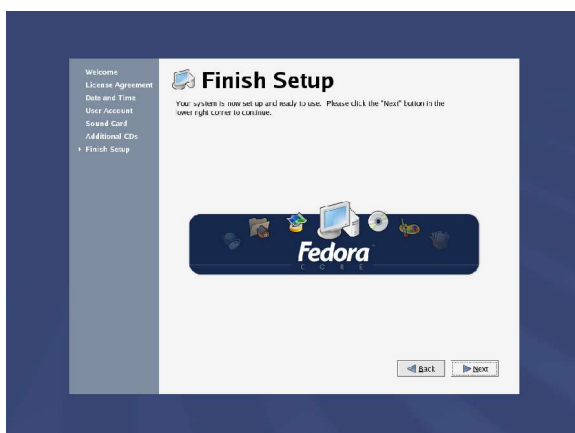 Welcome
License Agreement
Date and Time
User Account
Sound Card
Additional CDs
Finish Setup
Finish Setup
Your system is now set up and ready to use. Please click the "Next" button in the
lower right corner to continue.
Fedora
CORE
Back
Next